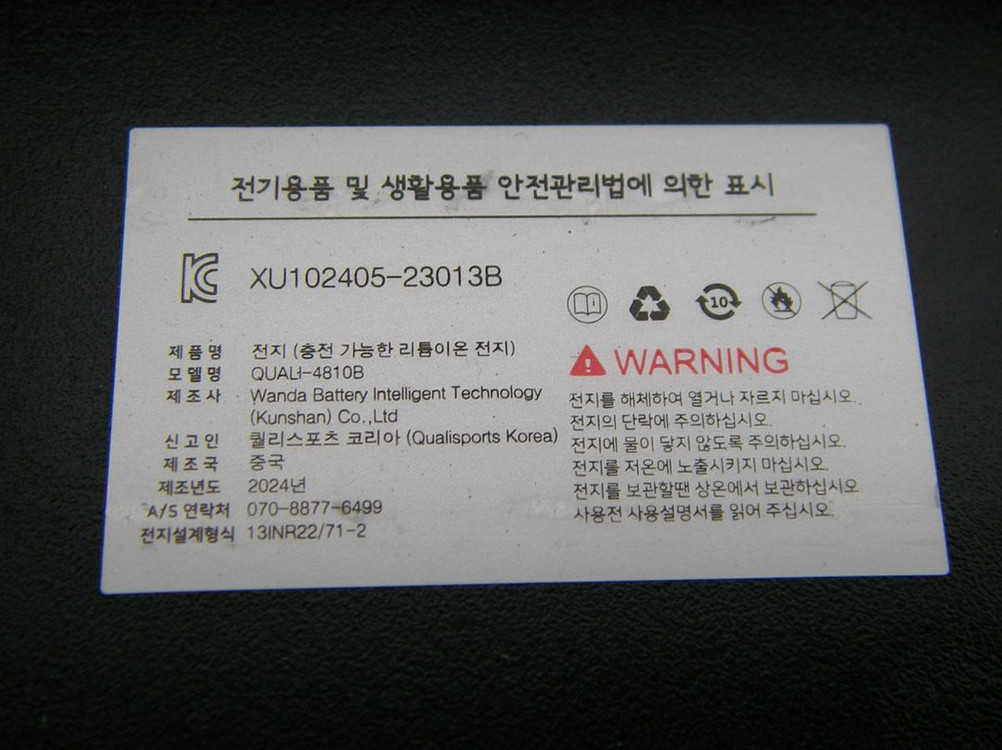 전기용품 및 생활용품 안전관리법에 의한 표시
XU102405-23013B
제품명 전지 (충전 가능한 리튬이온 전지)
모델명 QUALI-4810B
제조사 Wanda Battery Intelligent Technology
(Kunshan) Co.,Ltd
신고인 퀄리스포츠 코리아 (Qualisports Korea)
제조국 중국
제조년도 2024년
A/S 연락처 070-8877-6499
전지설계형식 13INR22/71-2
10
WARNING
전지를 해체하여 열거나 자르지 마십시오.
전지의 단락에 주의하십시오.
전지에 물이 닿지 않도록 주의하십시오.
전지를 저온에 노출시키지 마십시오.
전지를 보관할땐 상온에서 보관하십시오.
사용전 사용설명서를 읽어 주십시오.